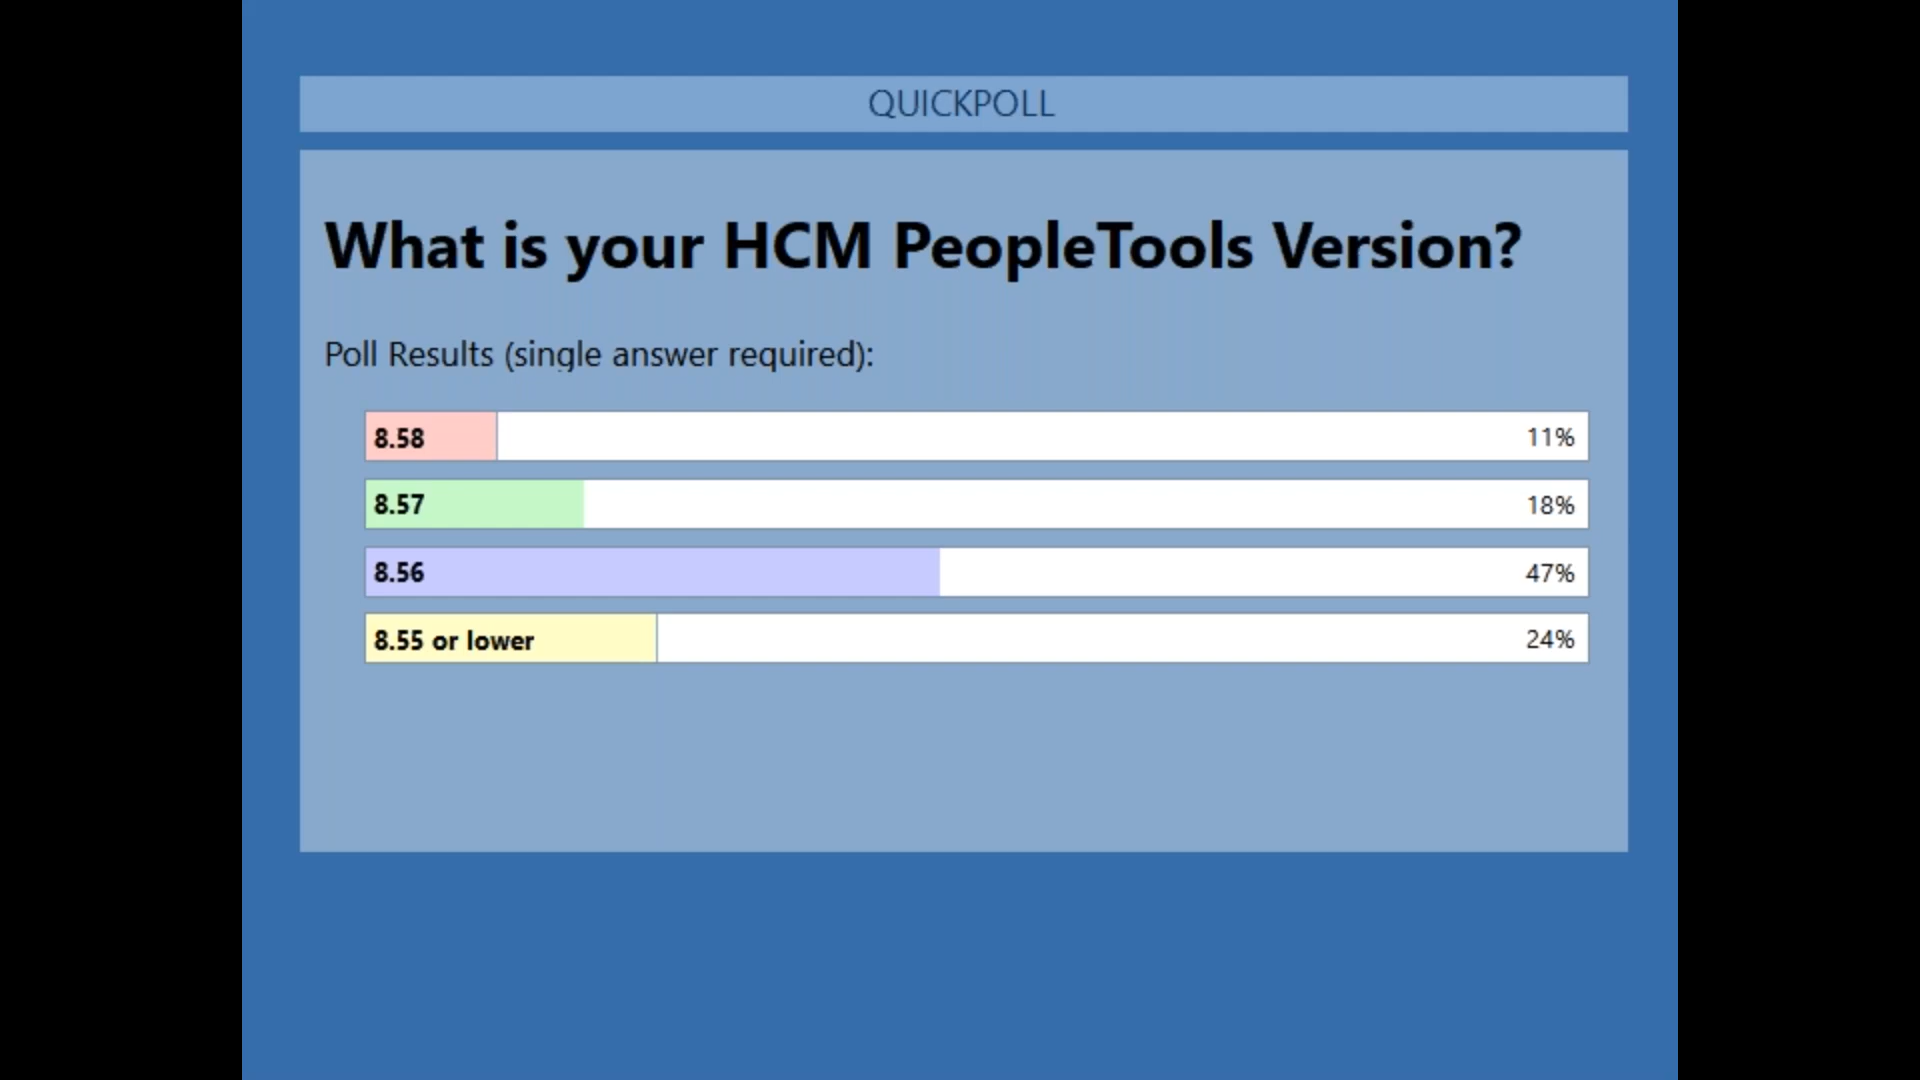 QUICKPOLL
What is your HCM PeopleTools Version?
Poll Results (single answer required):
8.58 11%
8.57 18%
8.56 47%
8.55 or lower 24%